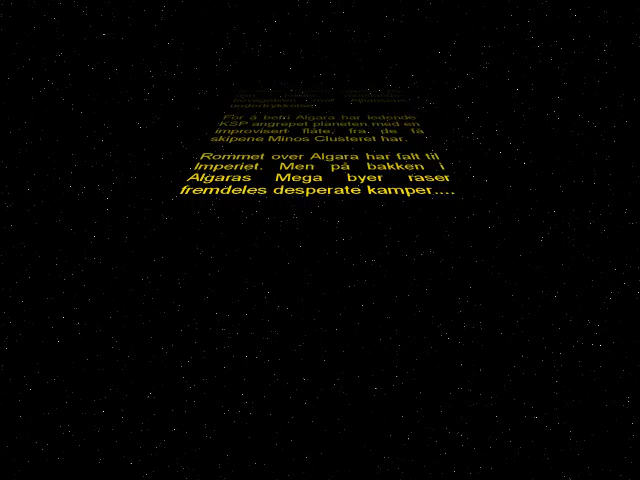 undertrykkelser.
For å befri Algara har ledende
KSP angrepet planeten med en
improvisert flåte, fra de få
skipene Minos Clusteret har.
Rommet over Algara har falt til
Imperiet. Men på bakken i
Algaras Mega byer raser
fremdeles desperate kamper....